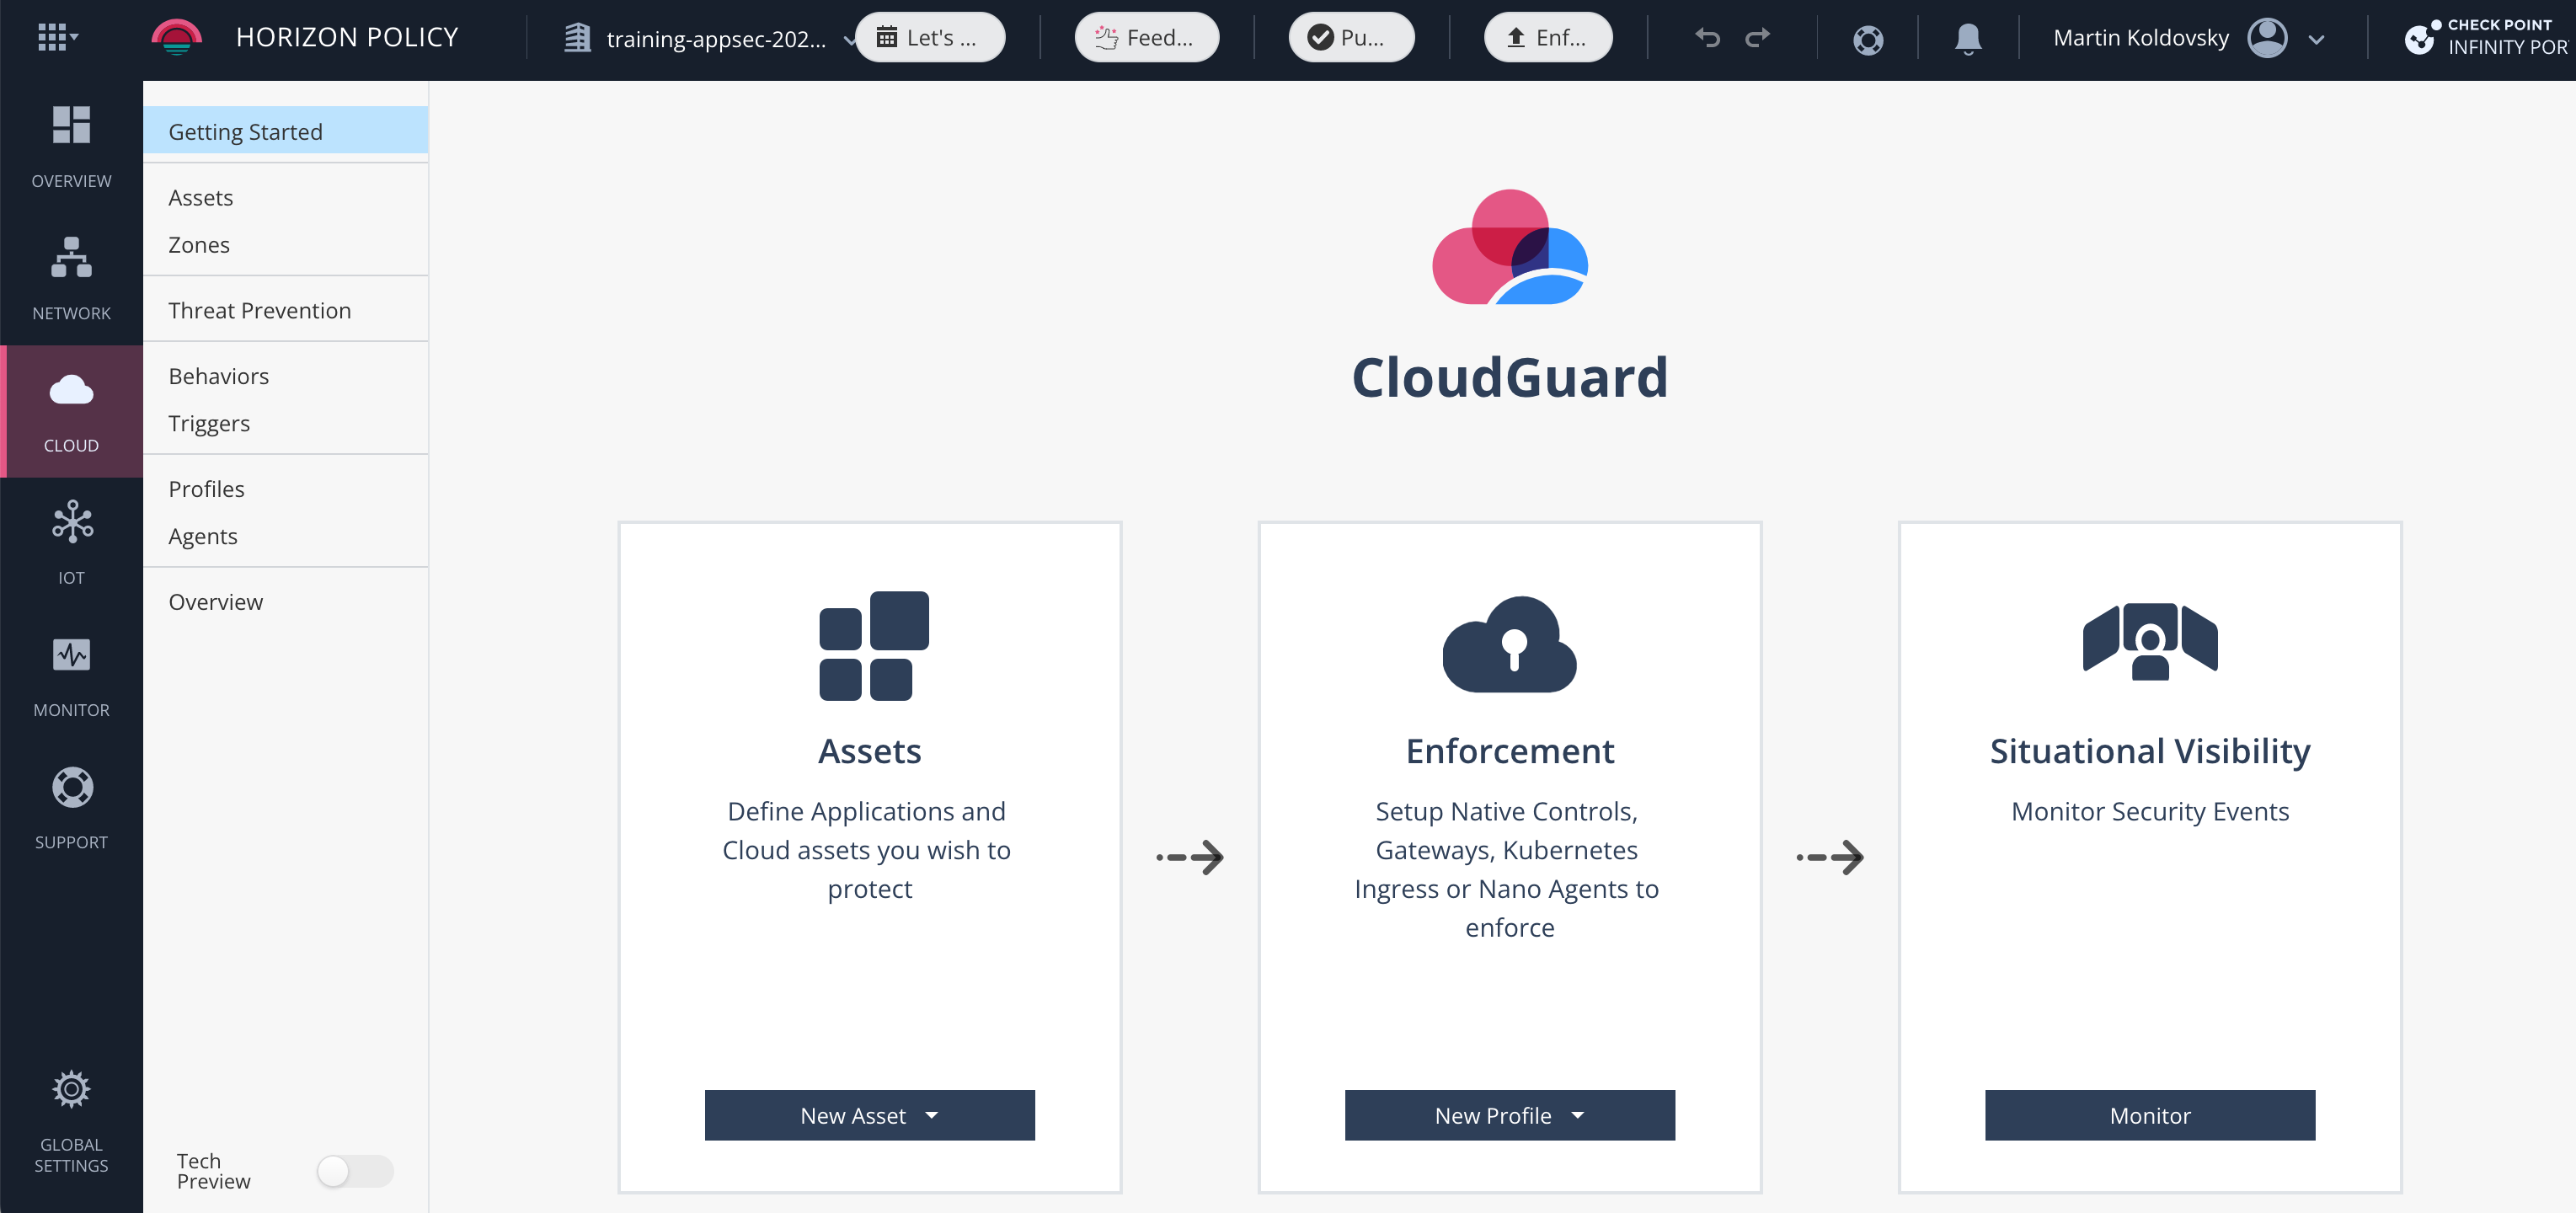 HORIZON POLICY
training-appsec-202...
Let's ...
Feed...
Pu...
Enf...
Martin Koldovsky
CHECK POINT
INFINITY POR
OVERVIEW
NETWORK
CLOUD
IOT
MONITOR
SUPPORT
GLOBAL
SETTINGS
Getting Started
Assets
Zones
Threat Prevention
Behaviors
Triggers
Profiles
Agents
Overview
Tech
Preview
CloudGuard
Assets
Define Applications and
Cloud assets you wish to
protect
New Asset
Enforcement
Setup Native Controls,
Gateways, Kubernetes
Ingress or Nano Agents to
enforce
New Profile
Situational Visibility
Monitor Security Events
Monitor